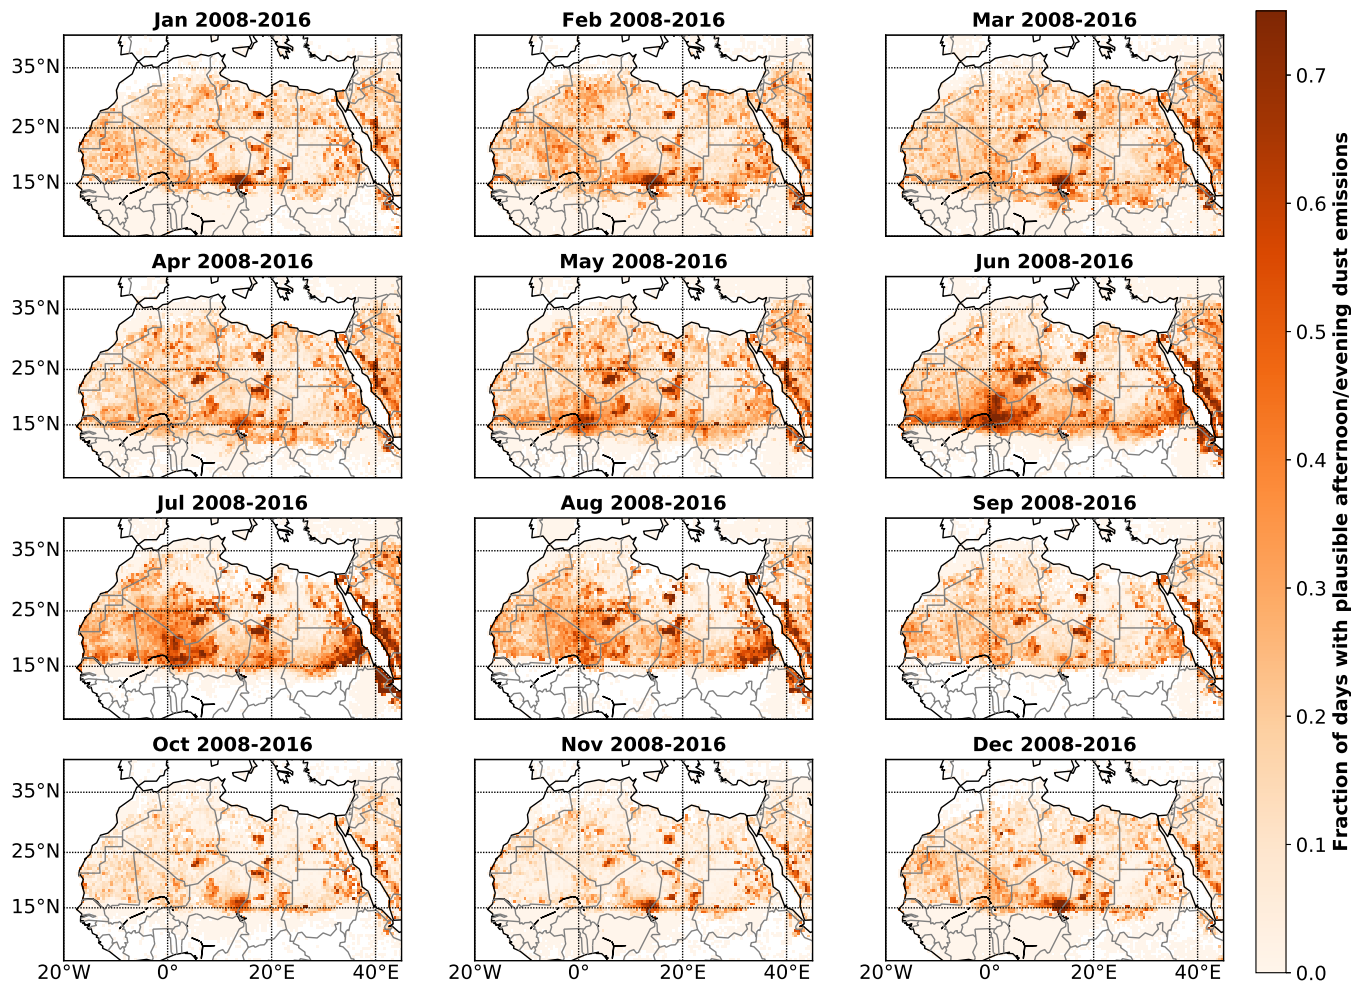 Jan 2008-2016
Feb 2008-2016
Mar 2008-2016
35°N
25°N
15°N
Apr 2008-2016
May 2008-2016
Jun 2008-2016
35°N
25°N
15°N
Jul 2008-2016
Aug 2008-2016
Sep 2008-2016
35°N
25°N
15°N
Oct 2008-2016
Nov 2008-2016
Dec 2008-2016
35°N
25°N
15°N
20°W
0°
20°E
40°E
20°W
0°
20°E
40°E
20°W
0°
20°E
40°E
0.7
0.6
0.5
0.4
0.3
0.2
0.1
0.0
Fraction of days with plausible afternoon/evening dust emissions